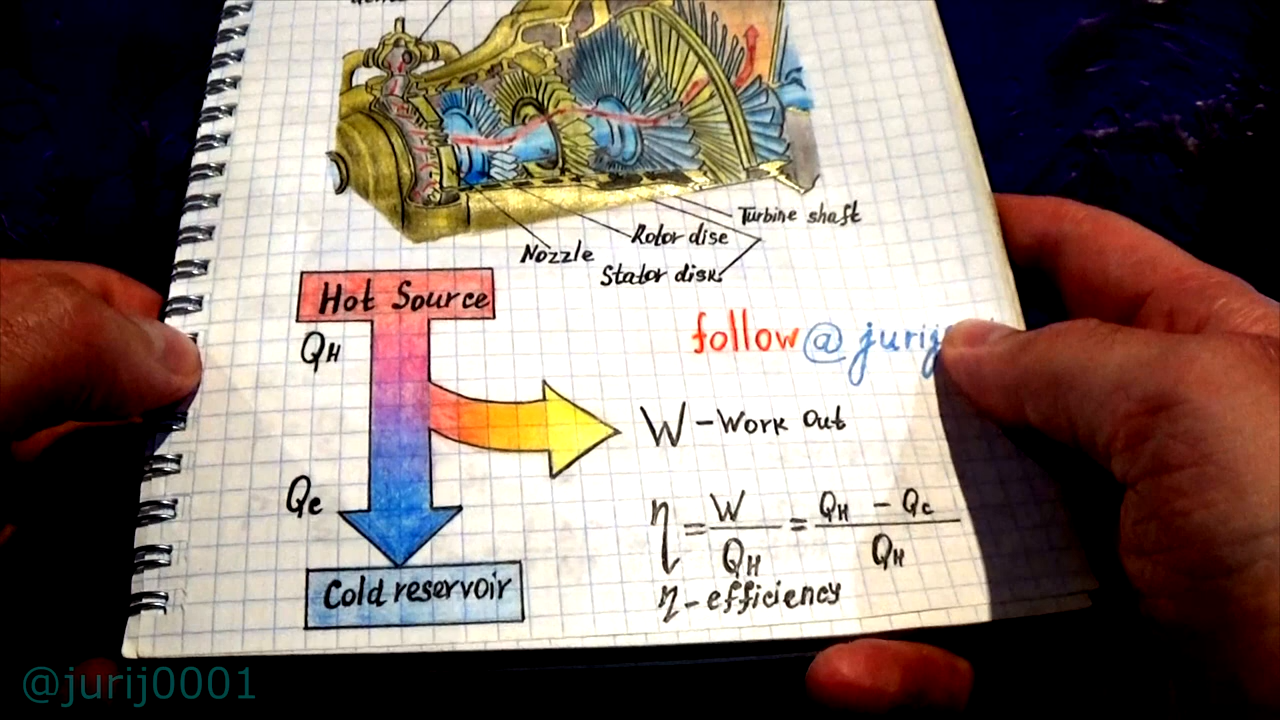 Turbine shaft
Rotor disc
Nozzle
Stator disk
Hot Source
QH
follow @ jurij
W - Work Out
Qc
η = W / QH = QH - Qc / QH
η - efficiency
Cold reservoir
@jurij0001